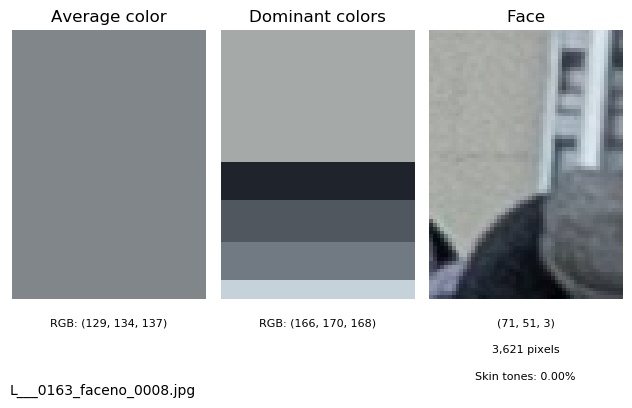 Average color
Dominant colors
Face
RGB: (129, 134, 137)
RGB: (166, 170, 168)
(71, 51, 3)
3,621 pixels
Skin tones: 0.00%
L___0163_faceno_0008.jpg